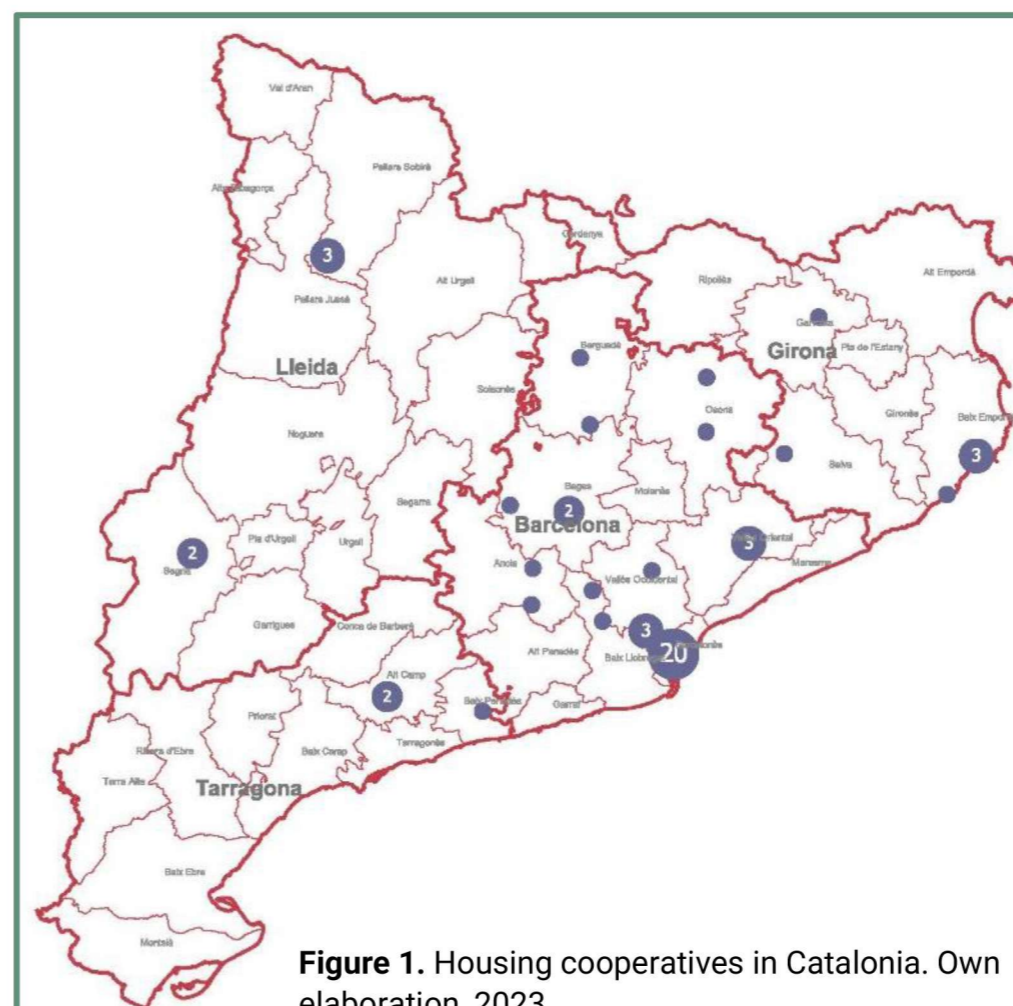 Val d'Aran
Pallars Sobirà
Cerdanya
3
Alt Urgell
Ripollès
Alt Empordà
Pallars Jussà
Garrotxa
Berguedà
Girona
Pla de l'Estany
Lleida
Solsonès
Osona
Gironès
Baix Empor
Noguera
3
Selva
Bages
Moianès
Segarra
2
Barcelona
Pla d'Urgell
Urgell
Vallès Oriental
3
2
Segrià
Anoia
Maresme
Vallès Occidental
Garrigues
Conca de Barberà
3
Alt Penedès
Baix Llobregat
20
Alt Camp
2
Baix Penedès
Garraf
Priorat
Tarragonès
Ribera d'Ebre
Baix Camp
Terra Alta
Tarragona
Baix Ebre
Montsià
Figure 1. Housing cooperatives in Catalonia. Own
elaboration, 2023